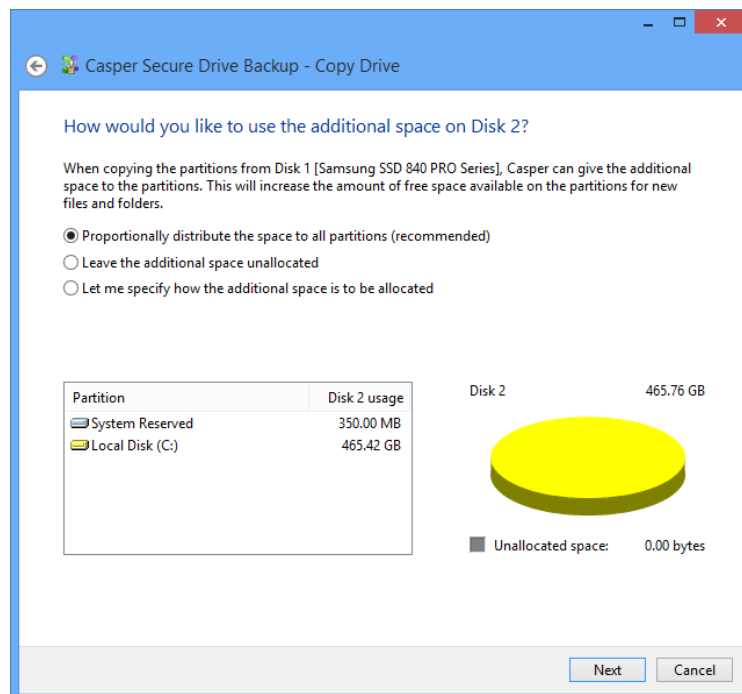 Casper Secure Drive Backup - Copy Drive
How would you like to use the additional space on Disk 2?
When copying the partitions from Disk 1 [Samsung SSD 840 PRO Series], Casper can give the additional
space to the partitions. This will increase the amount of free space available on the partitions for new
files and folders.
Proportionally distribute the space to all partitions (recommended)
Leave the additional space unallocated
Let me specify how the additional space is to be allocated
Partition Disk 2 usage
System Reserved 350.00 MB
Local Disk (C:) 465.42 GB
Disk 2 465.76 GB
Unallocated space: 0.00 bytes
Next Cancel